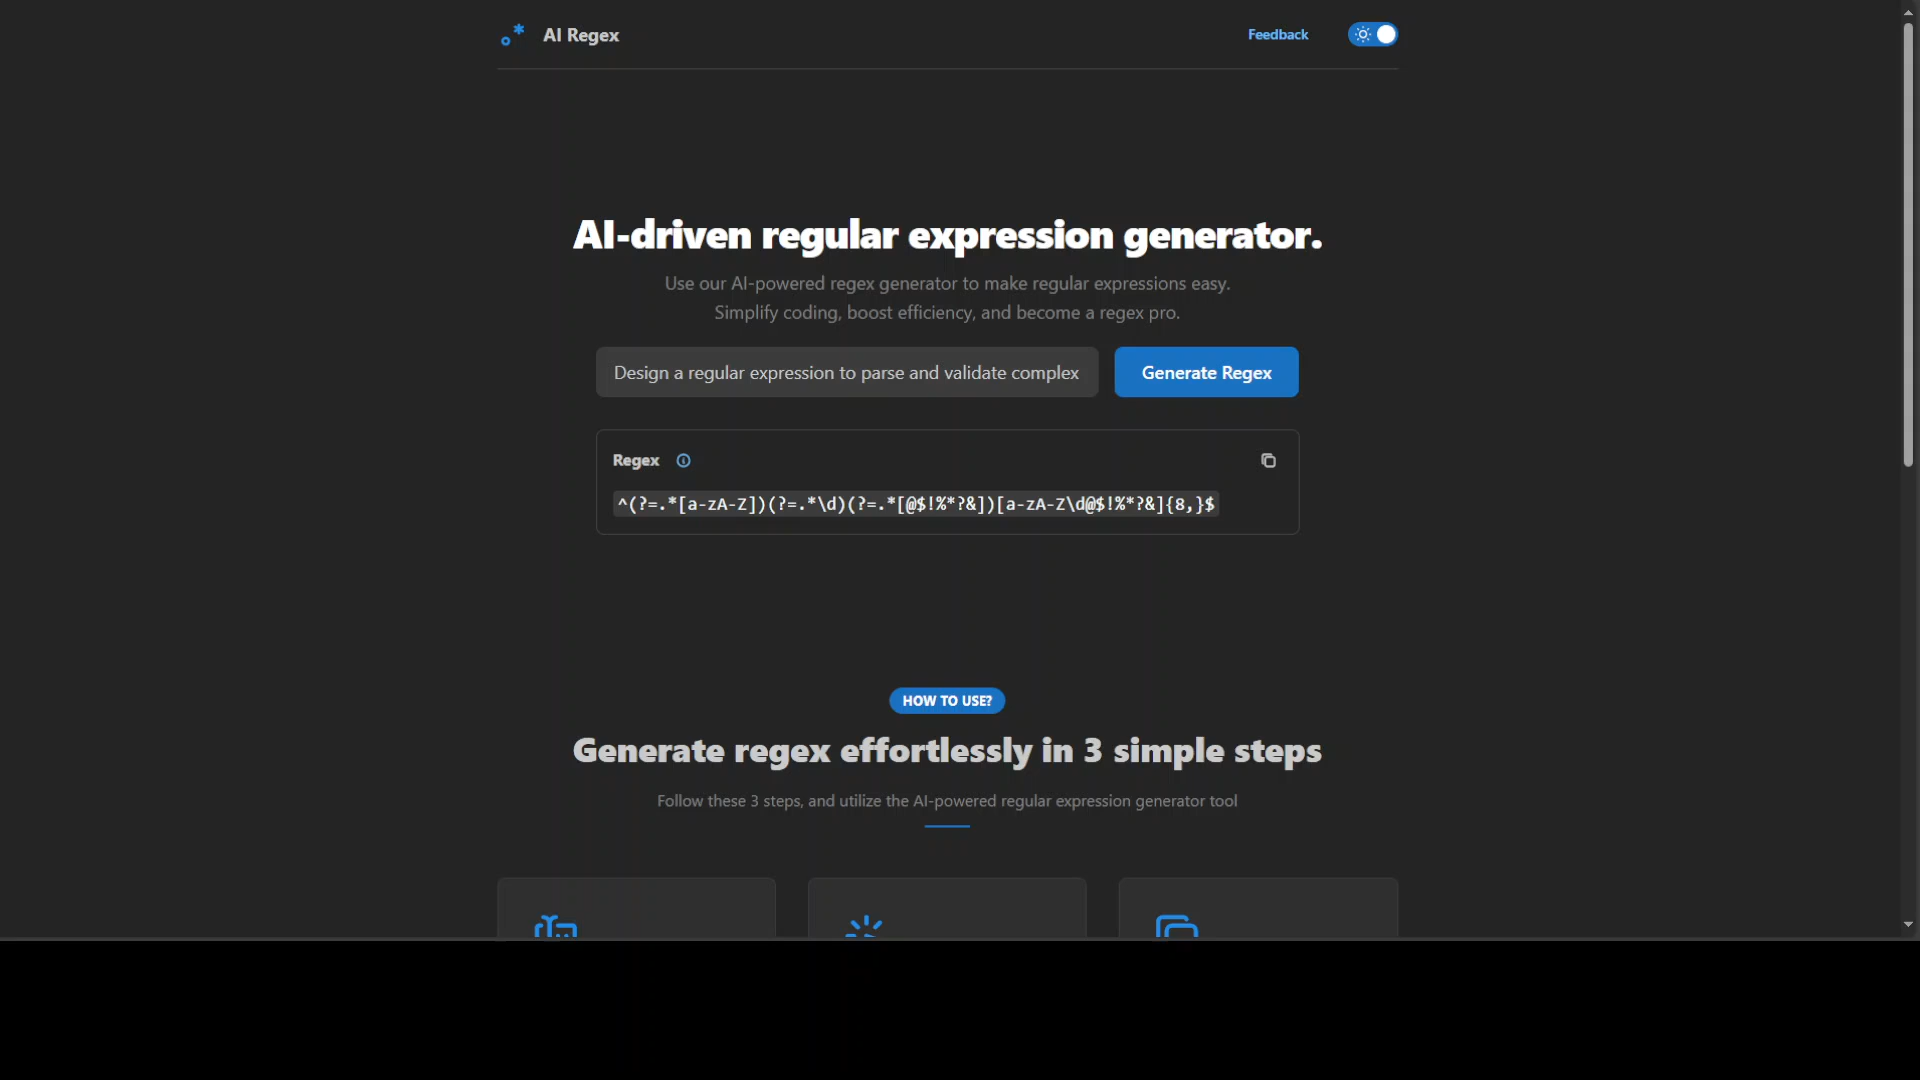 AI Regex
Feedback
AI-driven regular expression generator.
Use our AI-powered regex generator to make regular expressions easy.
Simplify coding, boost efficiency, and become a regex pro.
Design a regular expression to parse and validate complex
Generate Regex
Regex
^(?=.*[a-zA-Z])(?=.*\d)(?=.*[@$!%*?&])[a-zA-Z\d@$!%*?&]{8,}$
HOW TO USE?
Generate regex effortlessly in 3 simple steps
Follow these 3 steps, and utilize the AI-powered regular expression generator tool